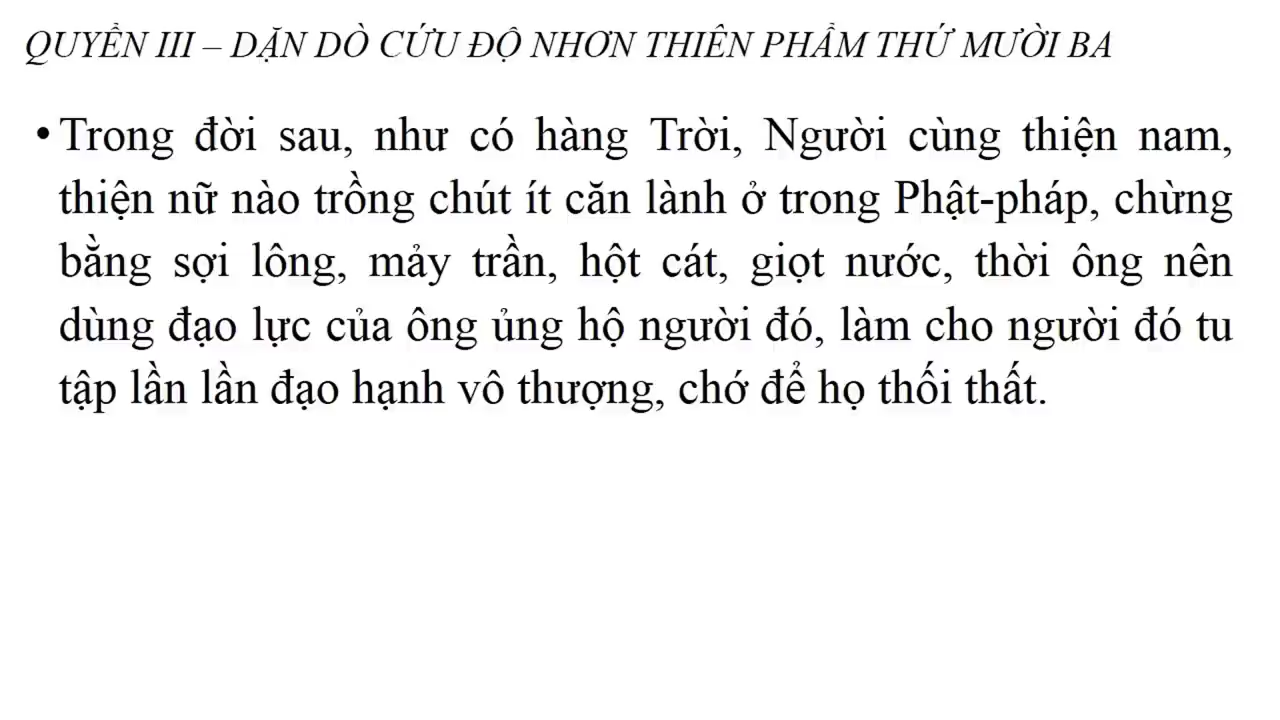 QUYỂN III – DẶN DÒ CỨU ĐỘ NHƠN THIÊN PHẨM THỨ MƯỜI BA
• Trong đời sau, như có hàng Trời, Người cùng thiện nam,
thiện nữ nào trồng chút ít căn lành ở trong Phật-pháp, chừng
bằng sợi lông, mảy trần, hột cát, giọt nước, thời ông nên
dùng đạo lực của ông ủng hộ người đó, làm cho người đó tu
tập lần lần đạo hạnh vô thượng, chớ để họ thối thất.